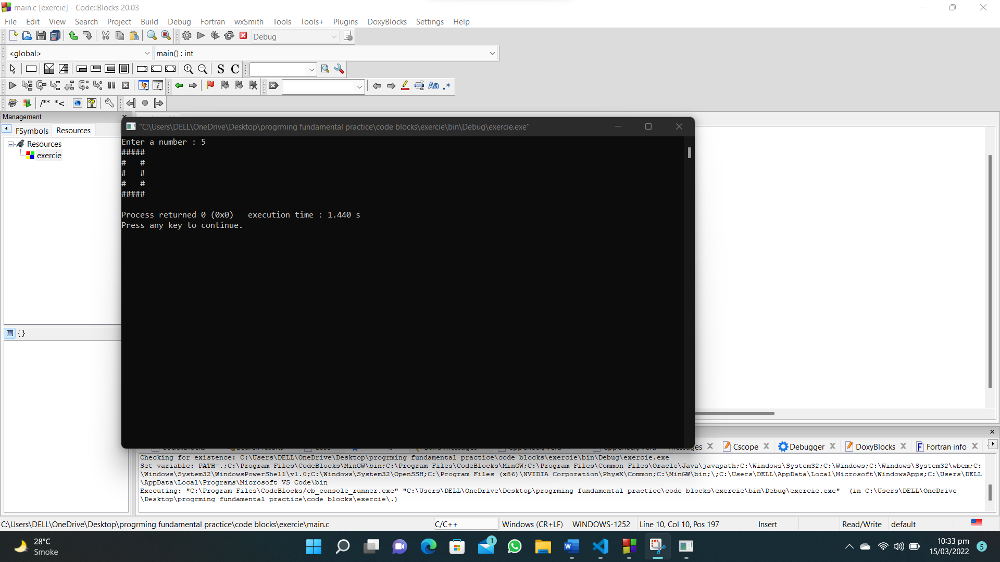 main.c [exercie] - Code::Blocks 20.03
File Edit View Search Project Build Debug Fortran wxSmith Tools Tools+ Plugins DoxyBlocks Settings Help
Debug
<global> main() : int
S C
Aa .*
/** *<
Management
FSymbols Resources
Resources
exercie
{}
"C:\Users\DELL\OneDrive\Desktop\progrming fundamental practice\code blocks\exercie\bin\Debug\exercie.exe"
Enter a number : 5
#####
#   #
#   #
#   #
#####
Process returned 0 (0x0)   execution time : 1.440 s
Press any key to continue.
Cscope Debugger DoxyBlocks Fortran info
Checking for existence: C:\Users\DELL\OneDrive\Desktop\progrming fundamental practice\code blocks\exercie\bin\Debug\exercie.exe
Set variable: PATH=.;C:\Program Files\CodeBlocks\MinGW\bin;C:\Program Files\CodeBlocks\MinGW;C:\Program Files\Common Files\Oracle\Java\javapath;C:\Windows\System32;C:\Windows;C:\Windows\System32\wbem;C:
\Windows\System32\WindowsPowerShell\v1.0;C:\Windows\System32\OpenSSH;C:\Program Files (x86)\NVIDIA Corporation\PhysX\Common;C:\MinGW\bin;\;C:\Users\DELL\AppData\Local\Microsoft\WindowsApps;C:\Users\DELL
\AppData\Local\Programs\Microsoft VS Code\bin
Executing: "C:\Program Files\CodeBlocks/cb_console_runner.exe" "C:\Users\DELL\OneDrive\Desktop\progrming fundamental practice\code blocks\exercie\bin\Debug\exercie.exe"  (in C:\Users\DELL\OneDrive
\Desktop\progrming fundamental practice\code blocks\exercie\.)
C:\Users\DELL\OneDrive\Desktop\progrming fundamental practice\code blocks\exercie\main.c C/C++ Windows (CR+LF) WINDOWS-1252 Line 10, Col 10, Pos 197 Insert Read/Write default
28°C
Smoke
1
10:33 pm
15/03/2022
5